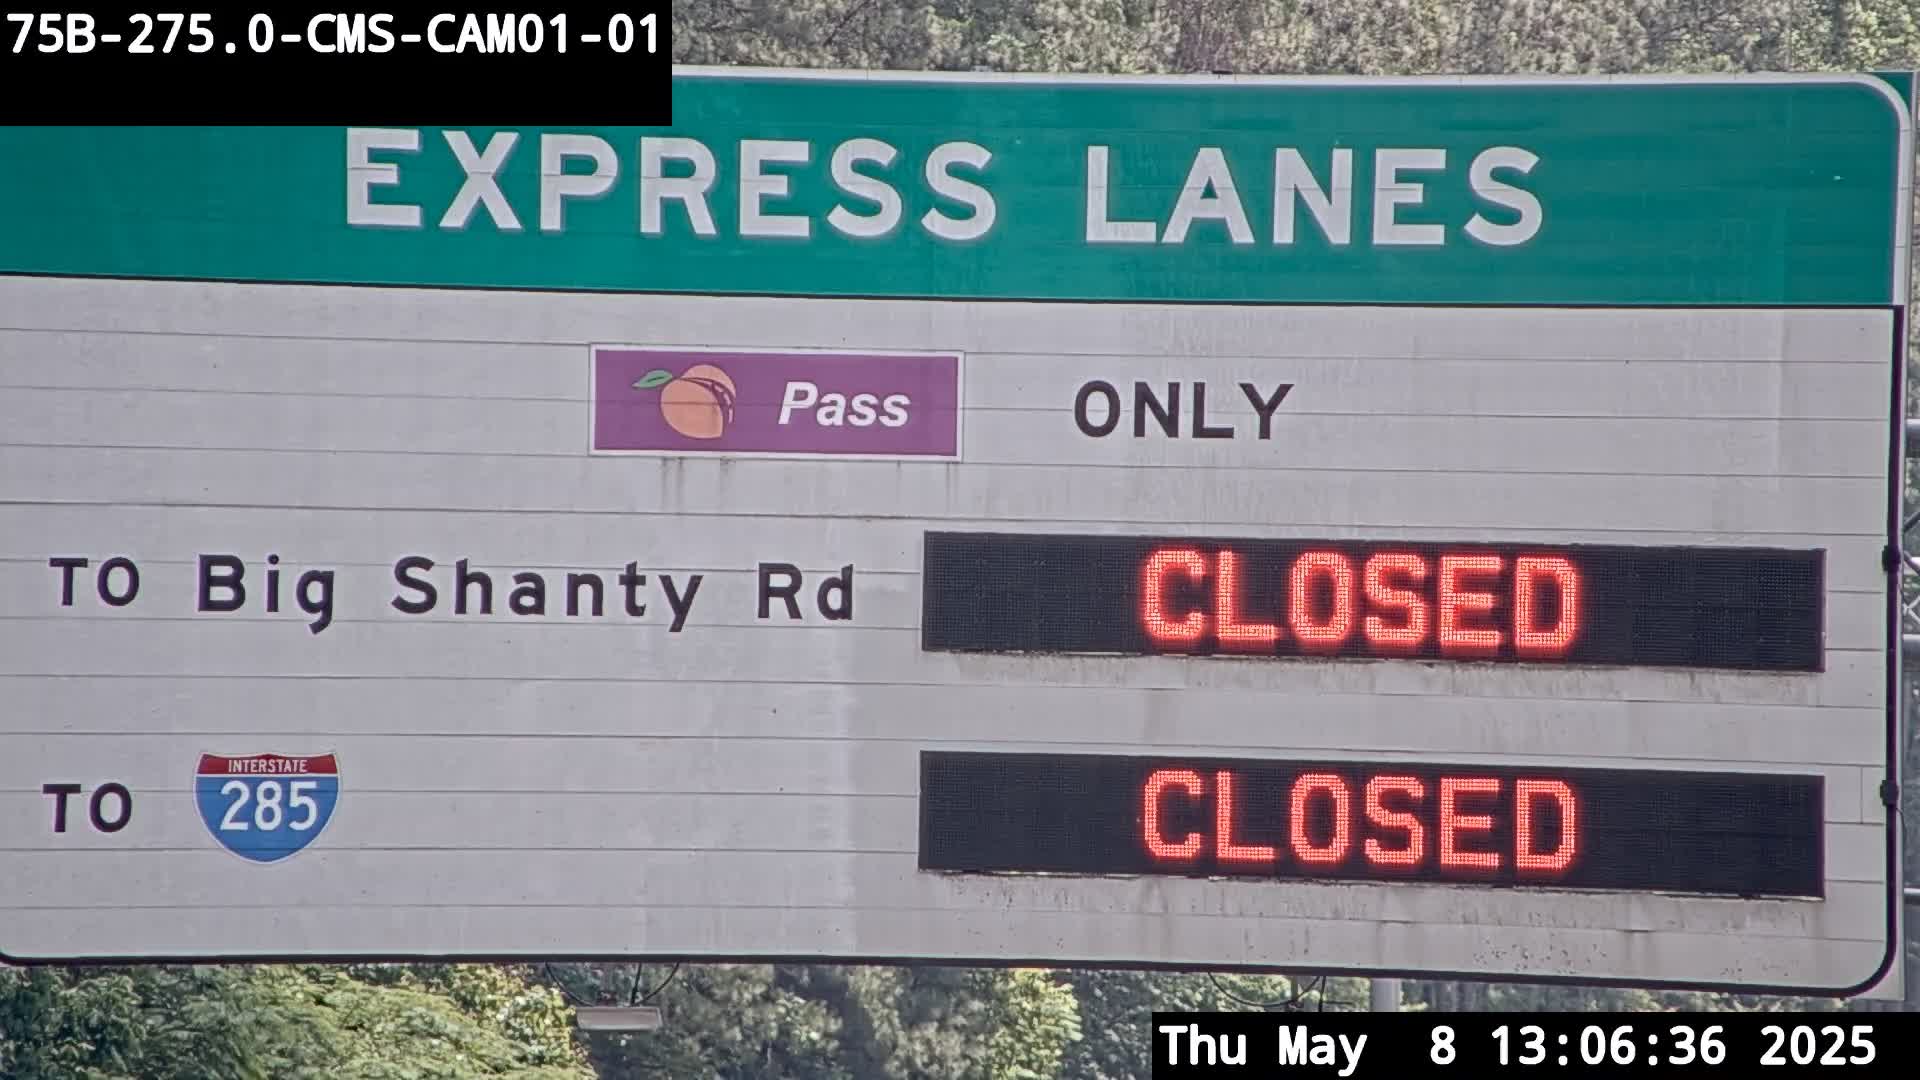 75B-275.0-CMS-CAM01-01
EXPRESS LANES
Pass ONLY
TO Big Shanty Rd CLOSED
TO INTERSTATE 285 CLOSED
Thu May 8 13:06:36 2025